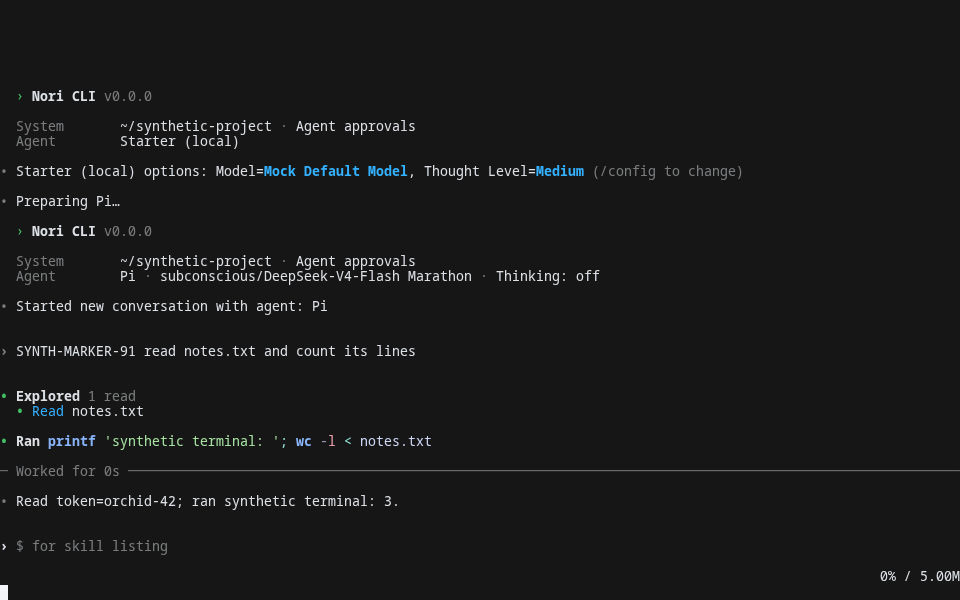 › Nori CLI v0.0.0
System ~/synthetic-project · Agent approvals
Agent Starter (local)
• Starter (local) options: Model=Mock Default Model, Thought Level=Medium (/config to change)
• Preparing Pi…
› Nori CLI v0.0.0
System ~/synthetic-project · Agent approvals
Agent Pi · subconscious/DeepSeek-V4-Flash Marathon · Thinking: off
• Started new conversation with agent: Pi
› SYNTH-MARKER-91 read notes.txt and count its lines
• Explored 1 read
• Read notes.txt
• Ran printf 'synthetic terminal: '; wc -l < notes.txt
─ Worked for 0s ─
• Read token=orchid-42; ran synthetic terminal: 3.
› $ for skill listing
0% / 5.00M